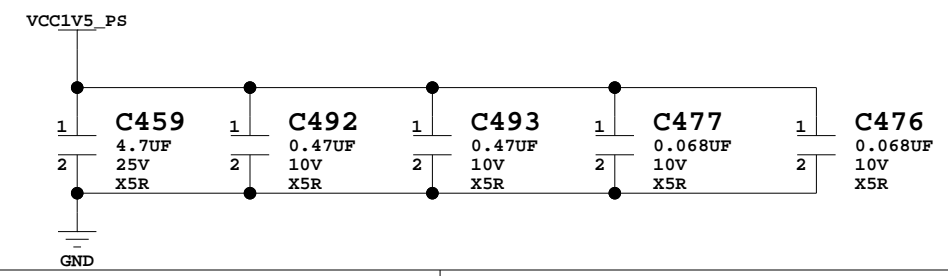 VCC1V5_PS
1
2
C459
4.7UF
25V
X5R
1
2
C492
0.47UF
10V
X5R
1
2
C493
0.47UF
10V
X5R
1
2
C477
0.068UF
10V
X5R
1
2
C476
0.068UF
10V
X5R
GND